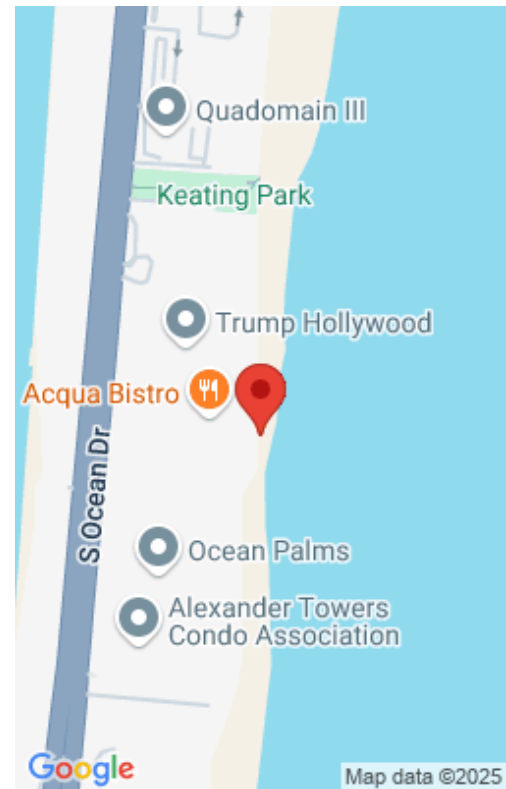 Quadomain III
Keating Park
Trump Hollywood
Acqua Bistro
S Ocean Dr
Ocean Palms
Alexander Towers
Condo Association
Google
Map data ©2025